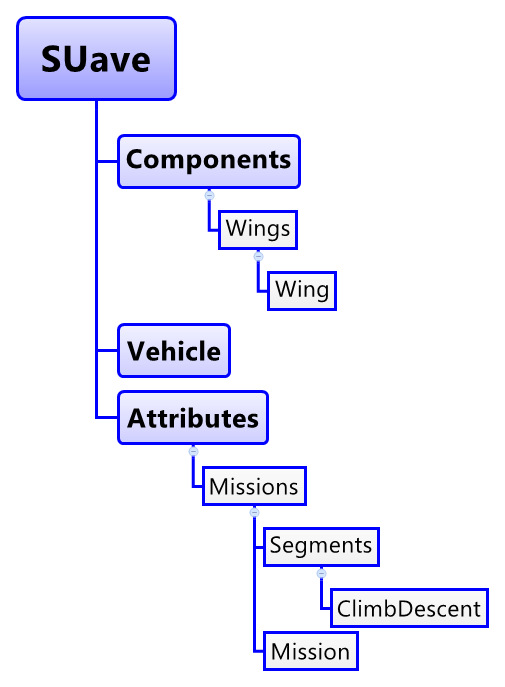 SUave
Components
Wings
Wing
Vehicle
Attributes
Missions
Segments
ClimbDescent
Mission